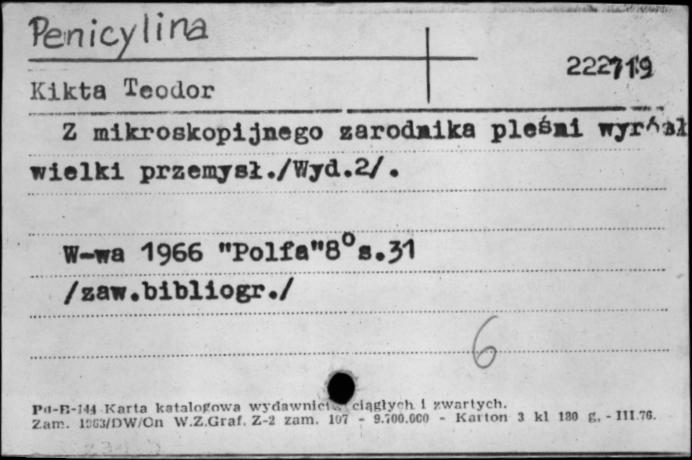 Penicylina
222719
Kikta Teodor
Z mikroskopijnego zarodnika pleśni wyrósł
wielki przemysł./Wyd.2/.
W-wa 1966 "Polfa"8° s.31
/zaw.bibliogr./
6
Pu-B-144 Karta katalogowa wydawnictw ciągłych i zwartych.
Zam. 1963/DW/On W.Z.Graf. Z-2 zam. 107 - 9.700.000 - Karton 3 kl 180 g. - III.76.